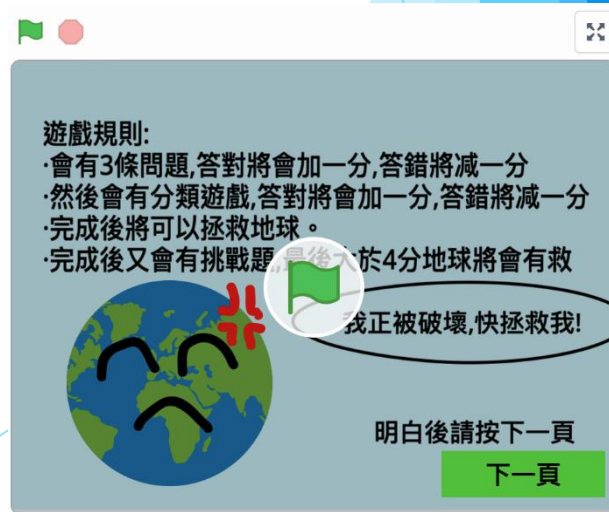 遊戲規則:
·會有3條問題,答對將會加一分,答錯將減一分
·然後會有分類遊戲,答對將會加一分,答錯將減一分
·完成後將可以拯救地球。
·完成後又會有挑戰題,最後大於4分地球將會有救
我正被破壞,快拯救我!
明白後請按下一頁
下一頁